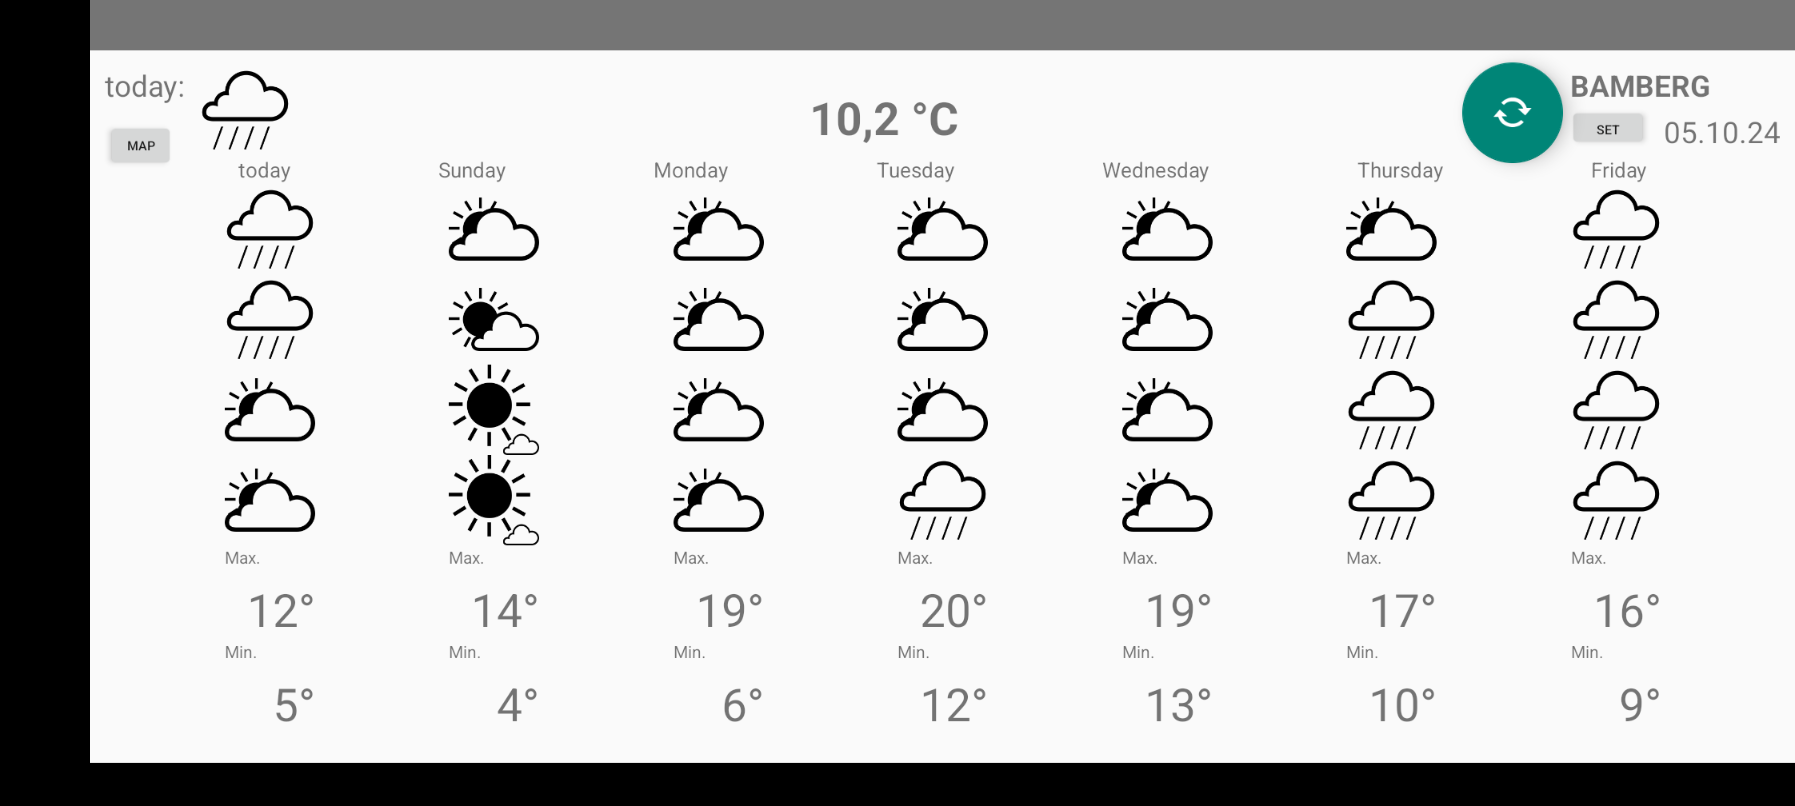 today:
10,2 °C
BAMBERG
MAP
SET
05.10.24
today Sunday Monday Tuesday Wednesday Thursday Friday
Max. Max. Max. Max. Max. Max. Max.
12° 14° 19° 20° 19° 17° 16°
Min. Min. Min. Min. Min. Min. Min.
5° 4° 6° 12° 13° 10° 9°